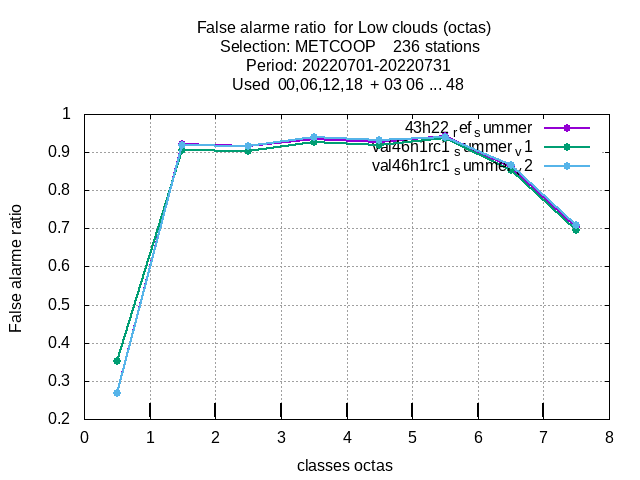 False alarme ratio for Low clouds (octas)
Selection: METCOOP 236 stations
Period: 20220701-20220731
Used 00,06,12,18 + 03 06 ... 48
1
0.9
0.8
0.7
0.6
0.5
0.4
0.3
0.2
False alarme ratio
43h22_ref_summer
val46h1rc1_summer_v1
val46h1rc1_summer_v2
0 1 2 3 4 5 6 7 8
classes octas